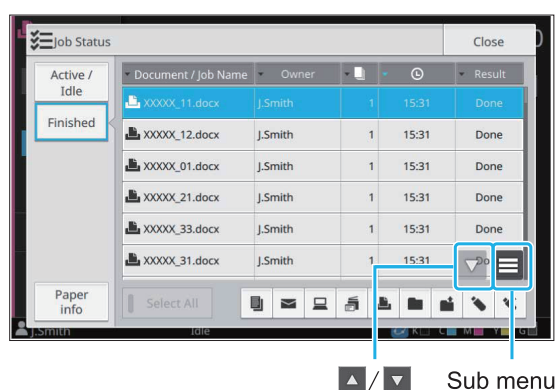 Job Status
Close
Active / Idle
Finished
Document / Job Name Owner Result
XXXXX_11.docx J.Smith 1 15:31 Done
XXXXX_12.docx J.Smith 1 15:31 Done
XXXXX_01.docx J.Smith 1 15:31 Done
XXXXX_21.docx J.Smith 1 15:31 Done
XXXXX_33.docx J.Smith 1 15:31 Done
XXXXX_31.docx J.Smith 1 15:31
Paper info
Select All
J.Smith Idle K C M Y G
/
Sub menu